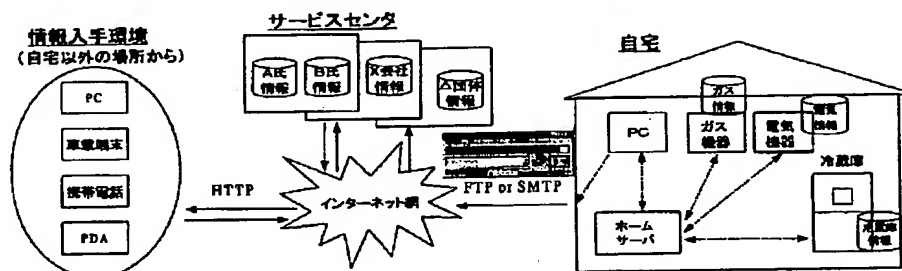 情報入手環境
(自宅以外の場所から)
PC
車載端末
携帯電話
PDA
HTTP
サービスセンタ
A氏
情報
B氏
情報
X会社
情報
△団体
情報
インターネット網
FTP or SMTP
自宅
PC
ガス
情報
ガス
機器
電気
情報
電気
機器
冷蔵庫
冷蔵庫
情報
ホーム
サーバ